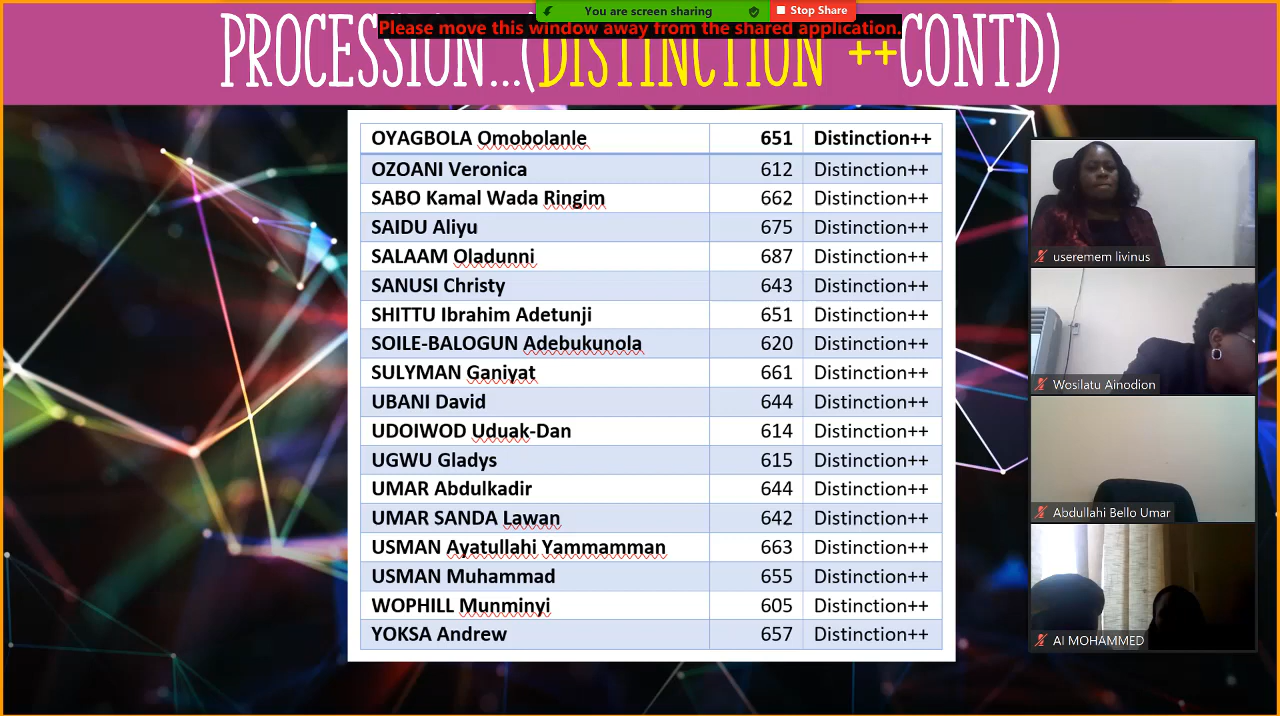 You are screen sharing
Stop Share
Please move this window away from the shared application.
PROCESSION...(DISTINCTION ++CONTD)
OYAGBOLA Omobolanle 651 Distinction++
OZOANI Veronica 612 Distinction++
SABO Kamal Wada Ringim 662 Distinction++
SAIDU Aliyu 675 Distinction++
SALAAM Oladunni 687 Distinction++
SANUSI Christy 643 Distinction++
SHITTU Ibrahim Adetunji 651 Distinction++
SOILE-BALOGUN Adebukunola 620 Distinction++
SULYMAN Ganiyat 661 Distinction++
UBANI David 644 Distinction++
UDOIWOD Uduak-Dan 614 Distinction++
UGWU Gladys 615 Distinction++
UMAR Abdulkadir 644 Distinction++
UMAR SANDA Lawan 642 Distinction++
USMAN Ayatullahi Yammamman 663 Distinction++
USMAN Muhammad 655 Distinction++
WOPHILL Munminyi 605 Distinction++
YOKSA Andrew 657 Distinction++
useremem livinus
Wosilatu Ainodion
Abdullahi Bello Umar
AI MOHAMMED